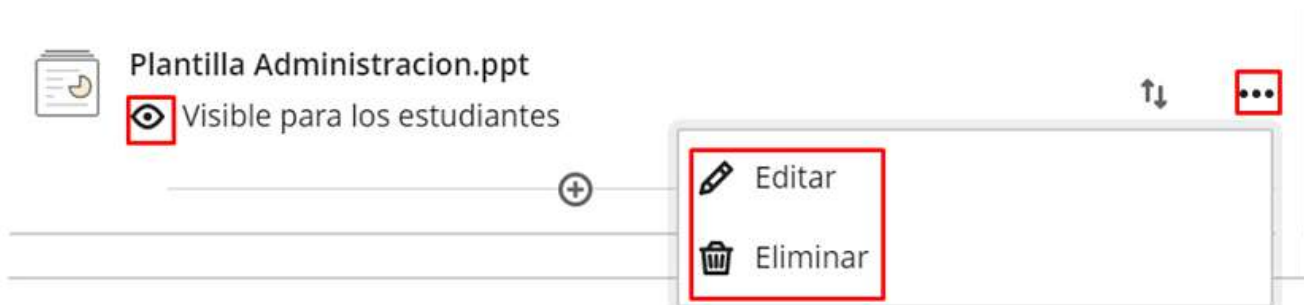 Plantilla Administracion.ppt
Visible para los estudiantes
Editar
Eliminar